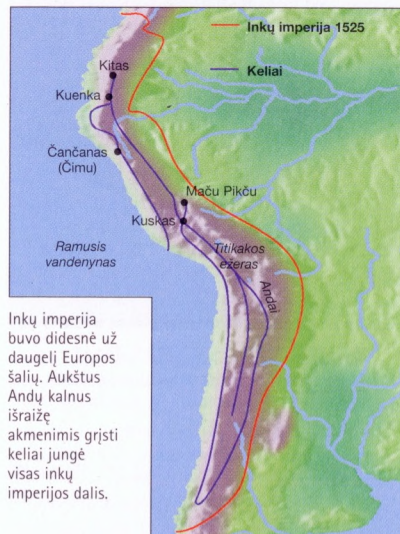 Inkų imperija 1525
Keliai
Kitas
Kuenka
Čančanas
(Čimu)
Maču Pikču
Kuskas
Ramusis
vandenynas
Titikakos
ežeras
Andai
Inkų imperija
buvo didesnė už
daugelį Europos
šalių. Aukštus
Andų kalnus
išraižę
akmenimis grįsti
keliai jungė
visas inkų
imperijos dalis.